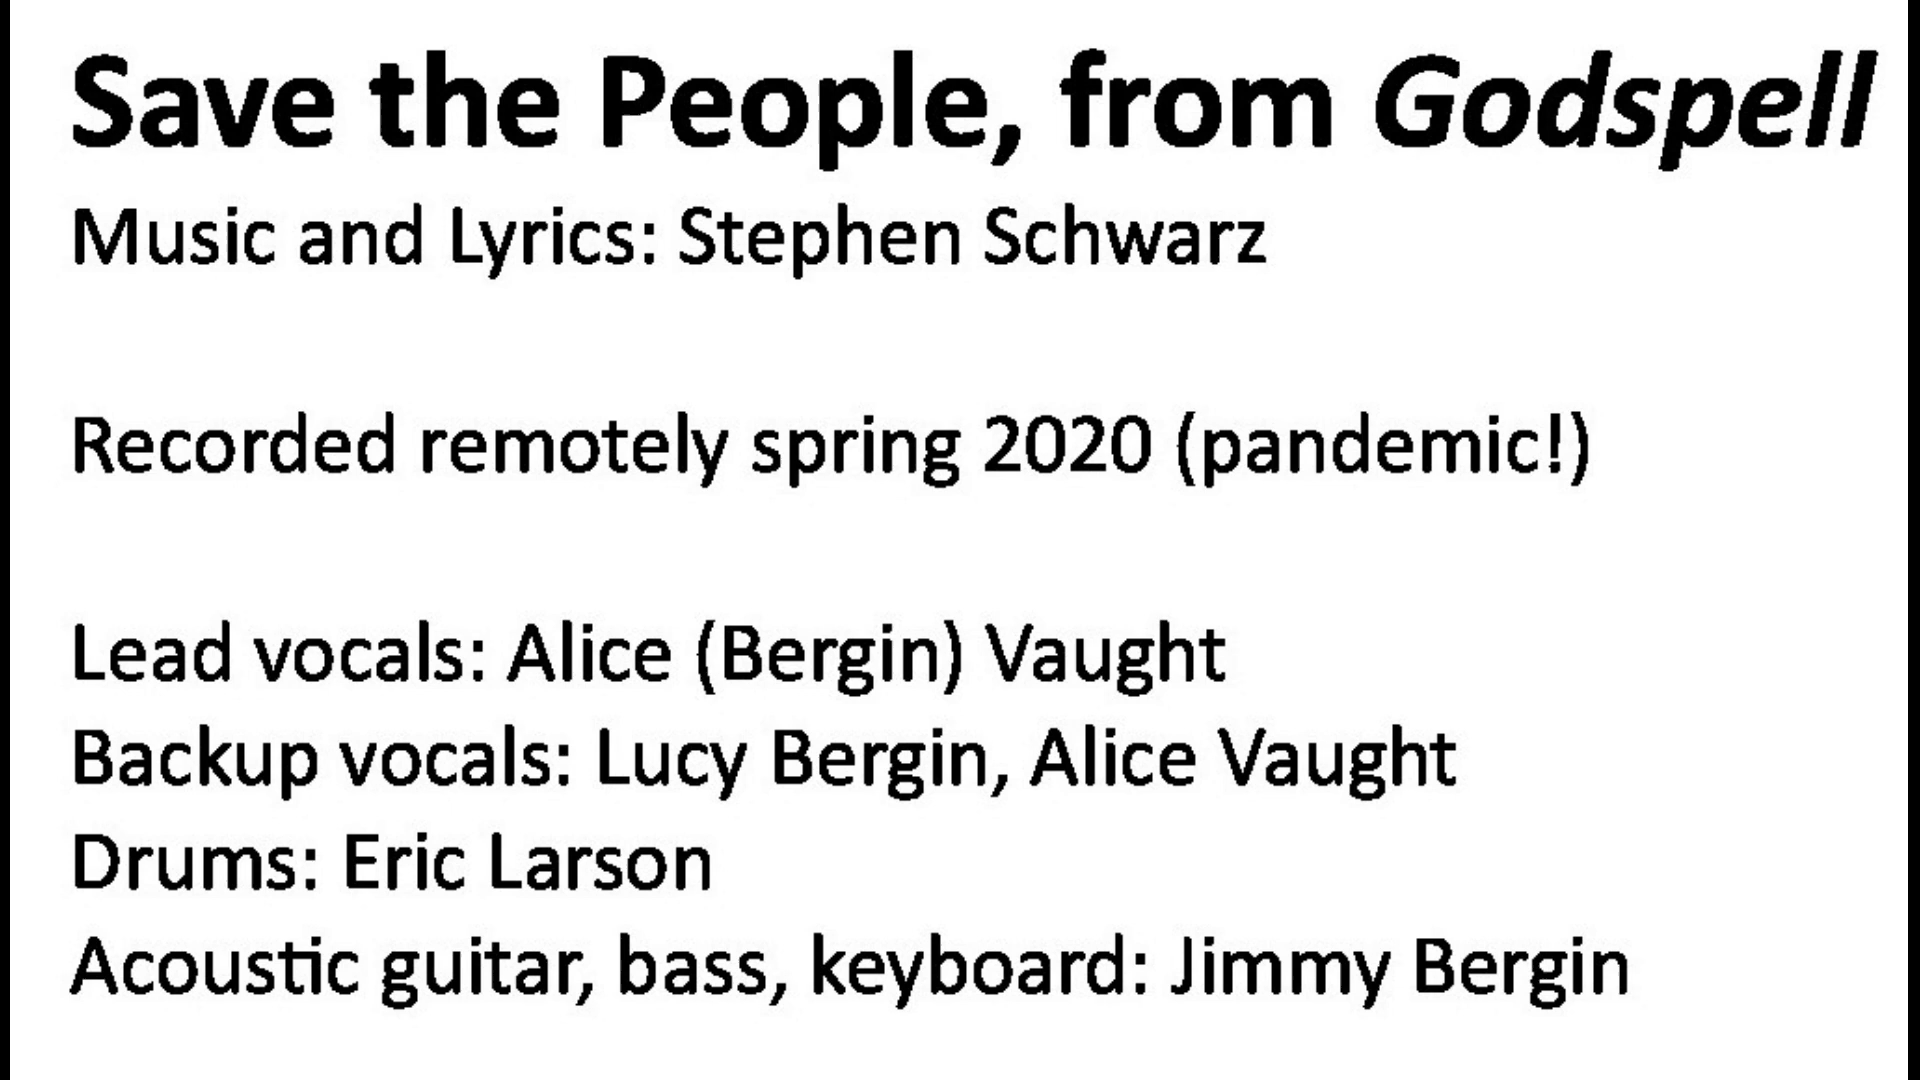 Save the People, from Godspell
Music and Lyrics: Stephen Schwarz
Recorded remotely spring 2020 (pandemic!)
Lead vocals: Alice (Bergin) Vaught
Backup vocals: Lucy Bergin, Alice Vaught
Drums: Eric Larson
Acoustic guitar, bass, keyboard: Jimmy Bergin